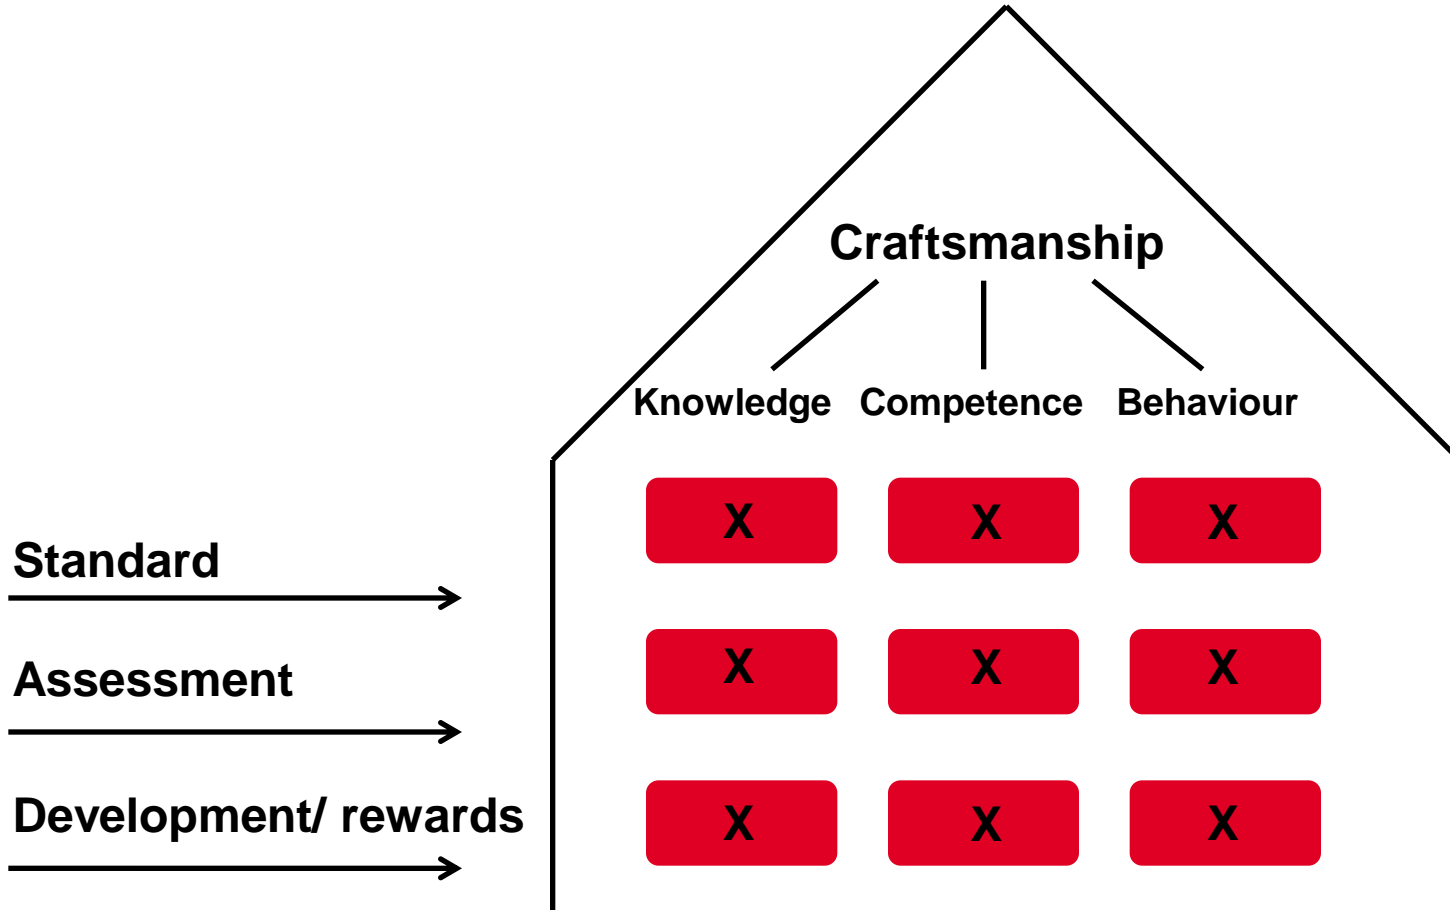 Craftsmanship
Knowledge Competence Behaviour
X X X
Standard
X X X
Assessment
X X X
Development/ rewards